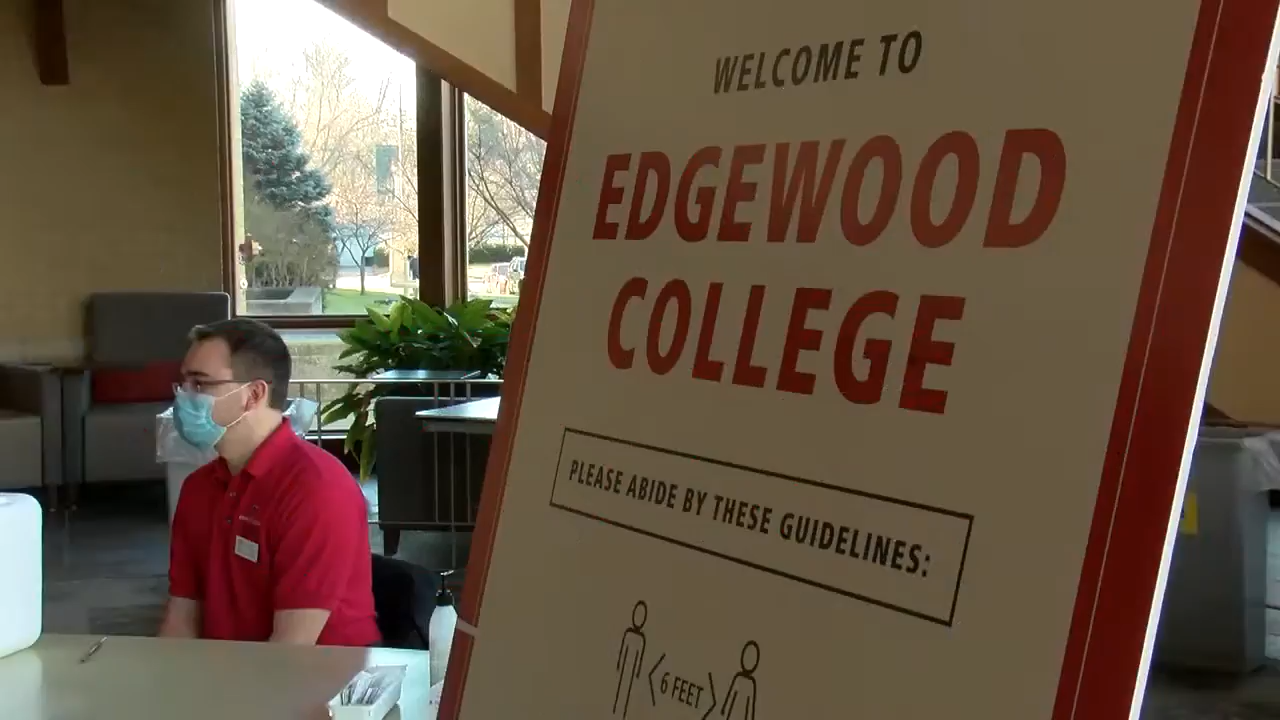 WELCOME TO
EDGEWOOD
COLLEGE
PLEASE ABIDE BY THESE GUIDELINES:
6 FEET